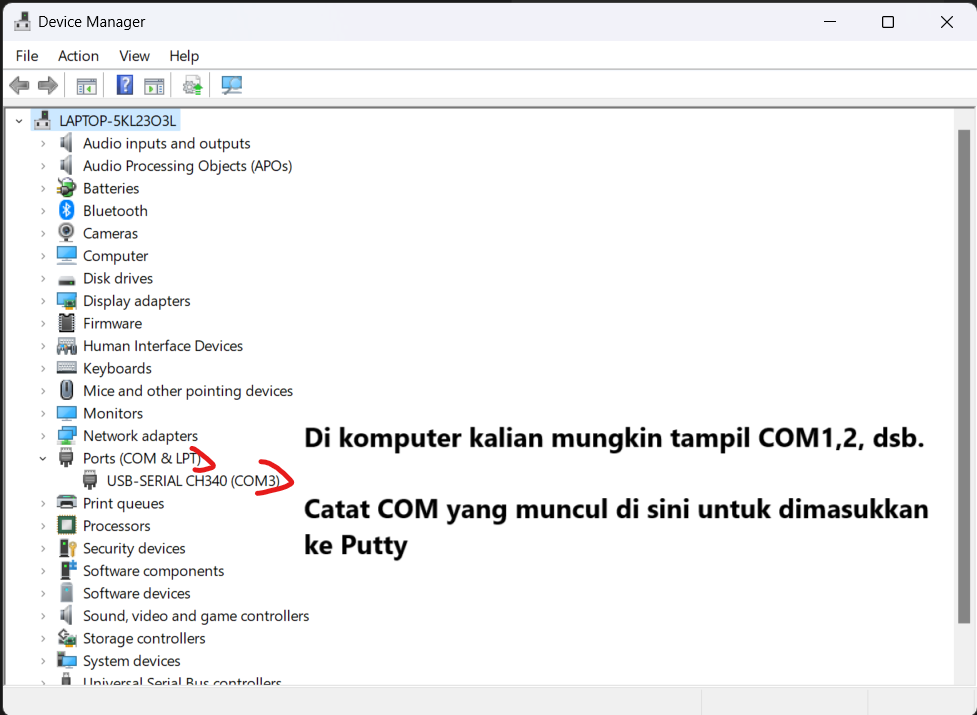 Device Manager
File Action View Help
LAPTOP-5KL23O3L
Audio inputs and outputs
Audio Processing Objects (APOs)
Batteries
Bluetooth
Cameras
Computer
Disk drives
Display adapters
Firmware
Human Interface Devices
Keyboards
Mice and other pointing devices
Monitors
Network adapters
Ports (COM & LPT)
USB-SERIAL CH340 (COM3)
Print queues
Processors
Security devices
Software components
Software devices
Sound, video and game controllers
Storage controllers
System devices
Universal Serial Bus controllers
Di komputer kalian mungkin tampil COM1,2, dsb.
Catat COM yang muncul di sini untuk dimasukkan
ke Putty